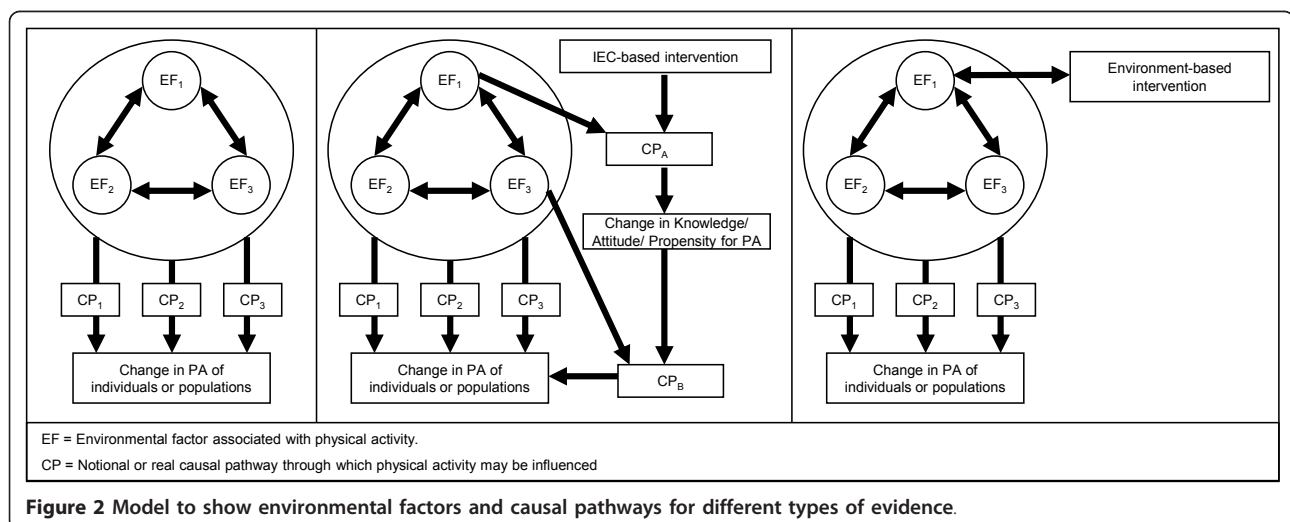 EF₁
EF₂
EF₃
CP₁
CP₂
CP₃
Change in PA of
individuals or populations
EF₁
EF₂
EF₃
CP₁
CP₂
CP₃
Change in PA of
individuals or populations
IEC-based intervention
CP_A
Change in Knowledge/
Attitude/ Propensity for PA
CP_B
EF₁
EF₂
EF₃
CP₁
CP₂
CP₃
Change in PA of
individuals or populations
Environment-based
intervention
EF = Environmental factor associated with physical activity.
CP = Notional or real causal pathway through which physical activity may be influenced
Figure 2 Model to show environmental factors and causal pathways for different types of evidence.